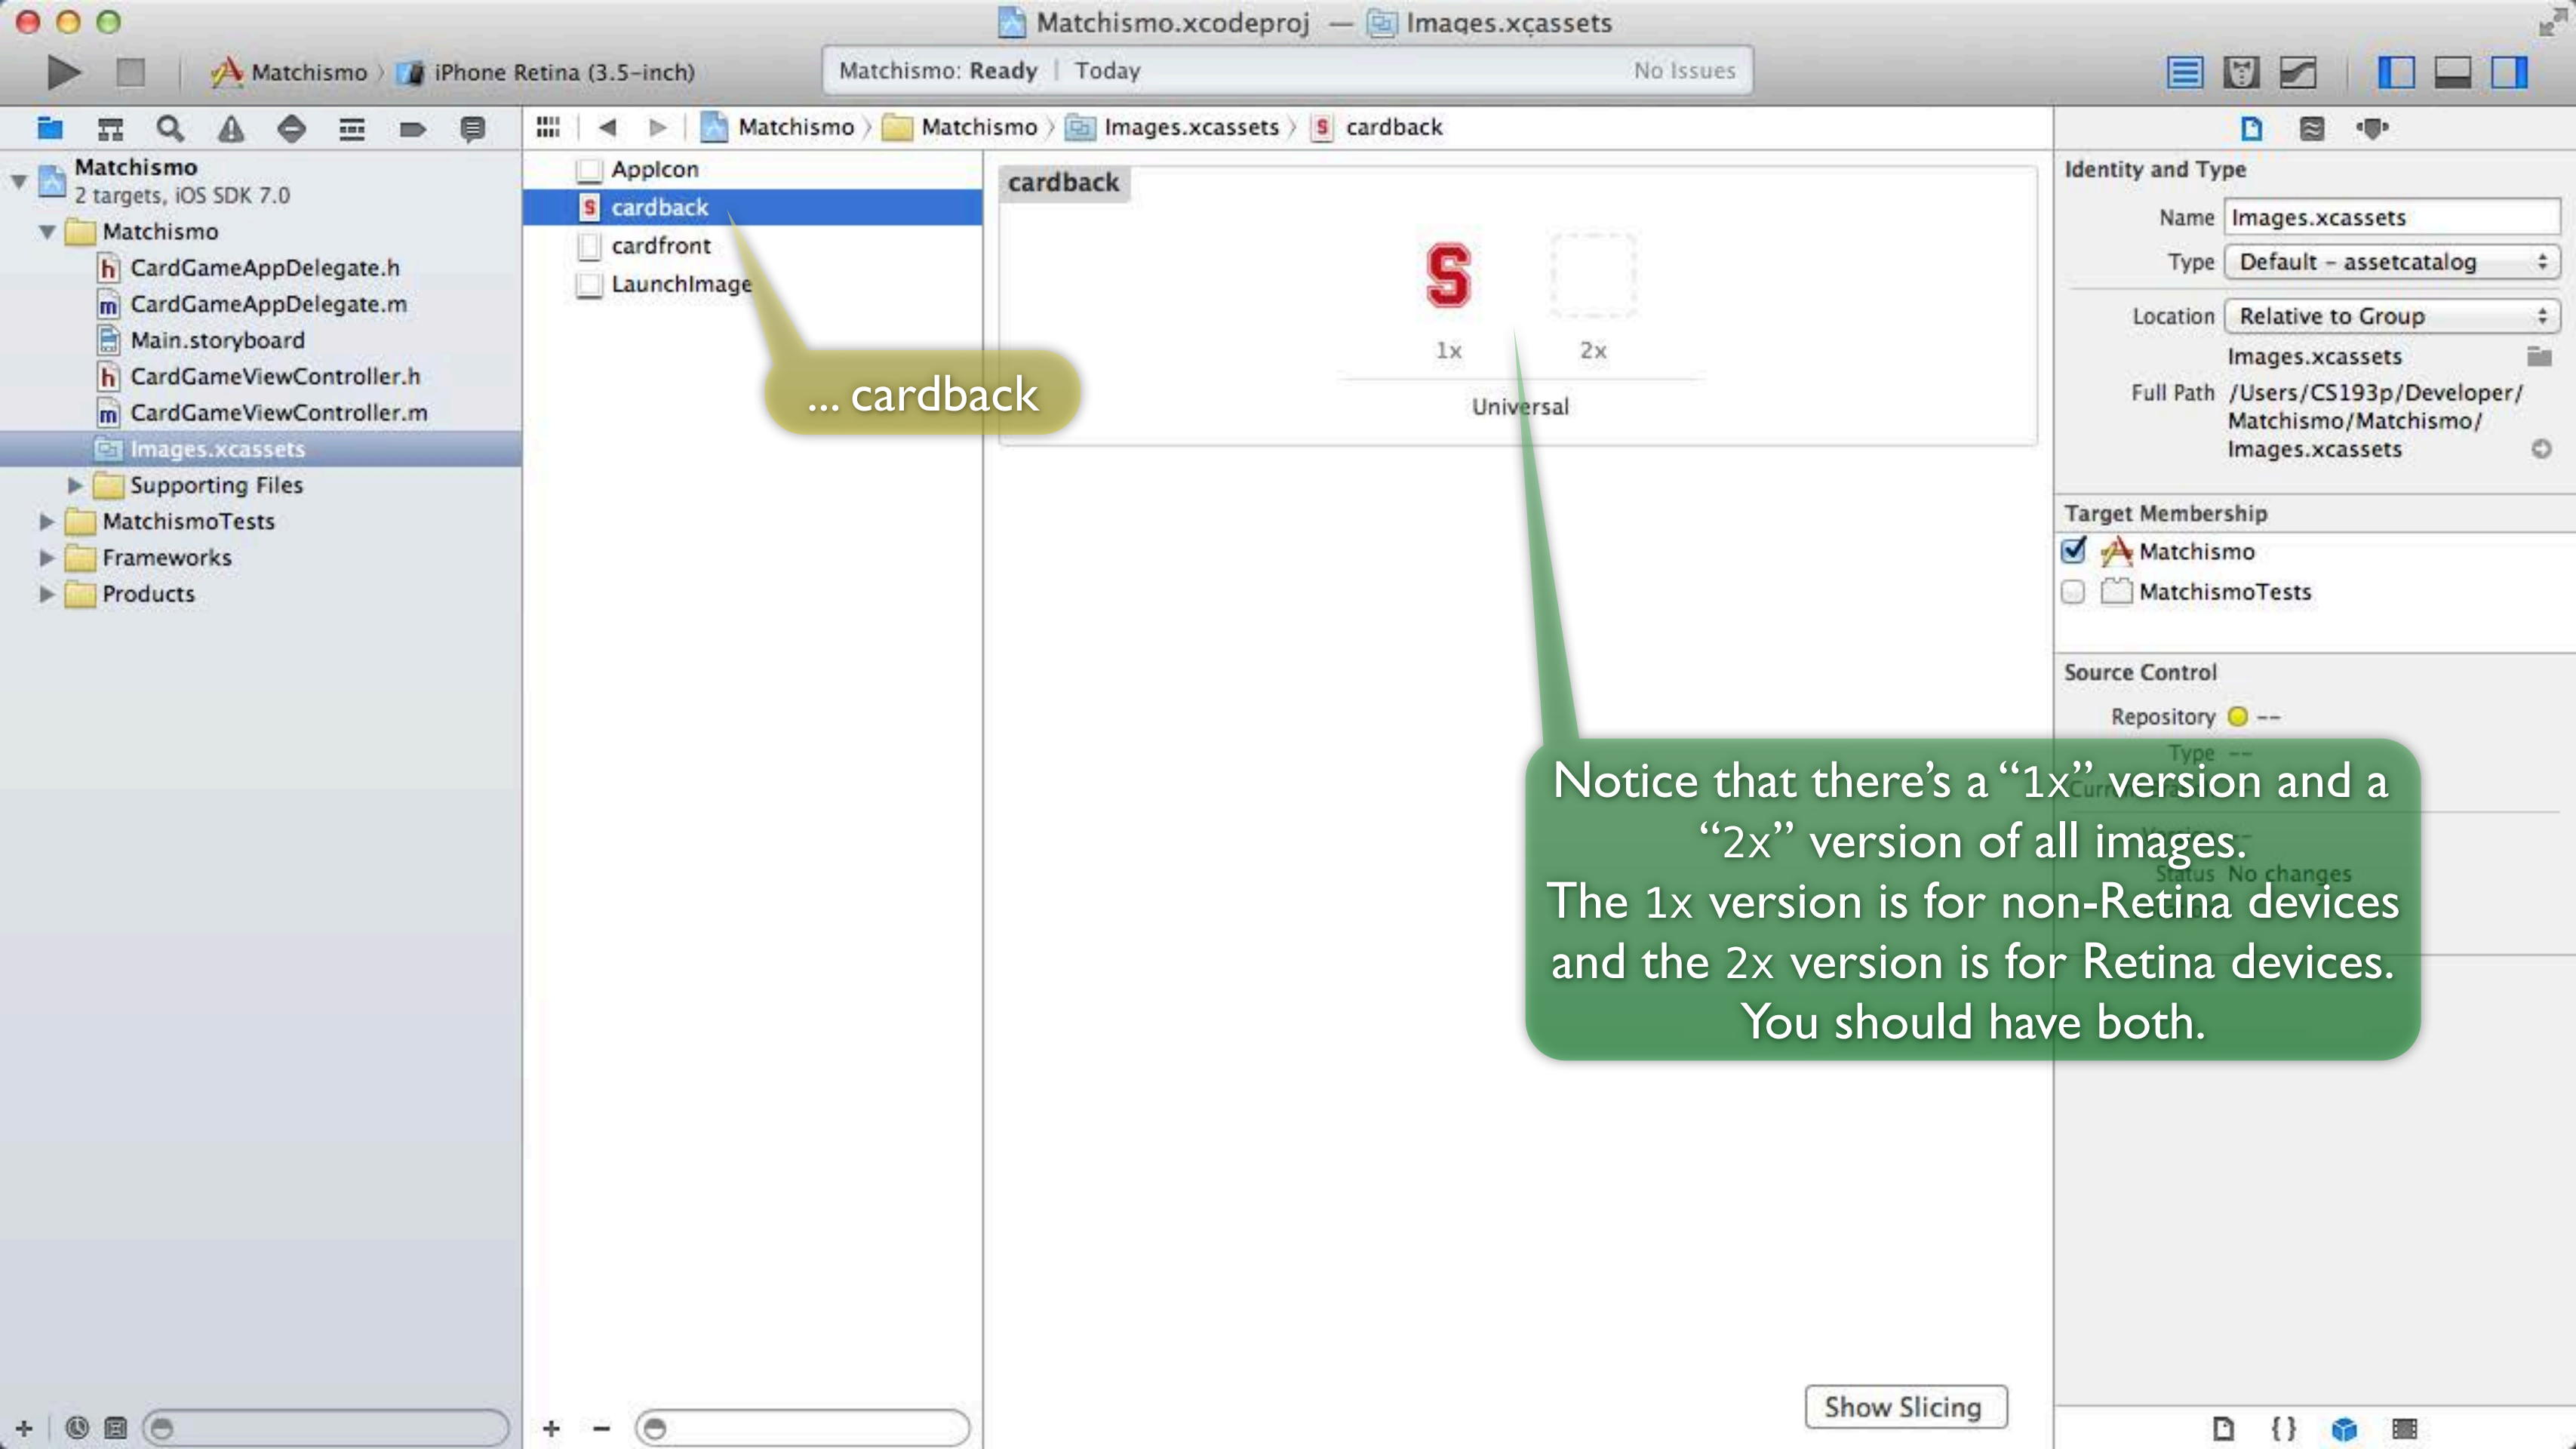 Matchismo.xcodeproj — Images.xcassets
Matchismo 〉 iPhone Retina (3.5-inch)
Matchismo: Ready | Today
No Issues
Matchismo 〉 Matchismo 〉 Images.xcassets 〉 cardback
Matchismo
2 targets, iOS SDK 7.0
Matchismo
h CardGameAppDelegate.h
m CardGameAppDelegate.m
Main.storyboard
h CardGameViewController.h
m CardGameViewController.m
Images.xcassets
Supporting Files
MatchismoTests
Frameworks
Products
AppIcon
S cardback
cardfront
LaunchImage
... cardback
cardback
S
1x
2x
Universal
Notice that there's a “1x” version and a
“2x” version of all images.
The 1x version is for non-Retina devices
and the 2x version is for Retina devices.
You should have both.
Show Slicing
Identity and Type
Name Images.xcassets
Type Default – assetcatalog
Location Relative to Group
Images.xcassets
Full Path /Users/CS193p/Developer/
Matchismo/Matchismo/
Images.xcassets
Target Membership
Matchismo
MatchismoTests
Source Control
Repository --
Type --
Status No changes